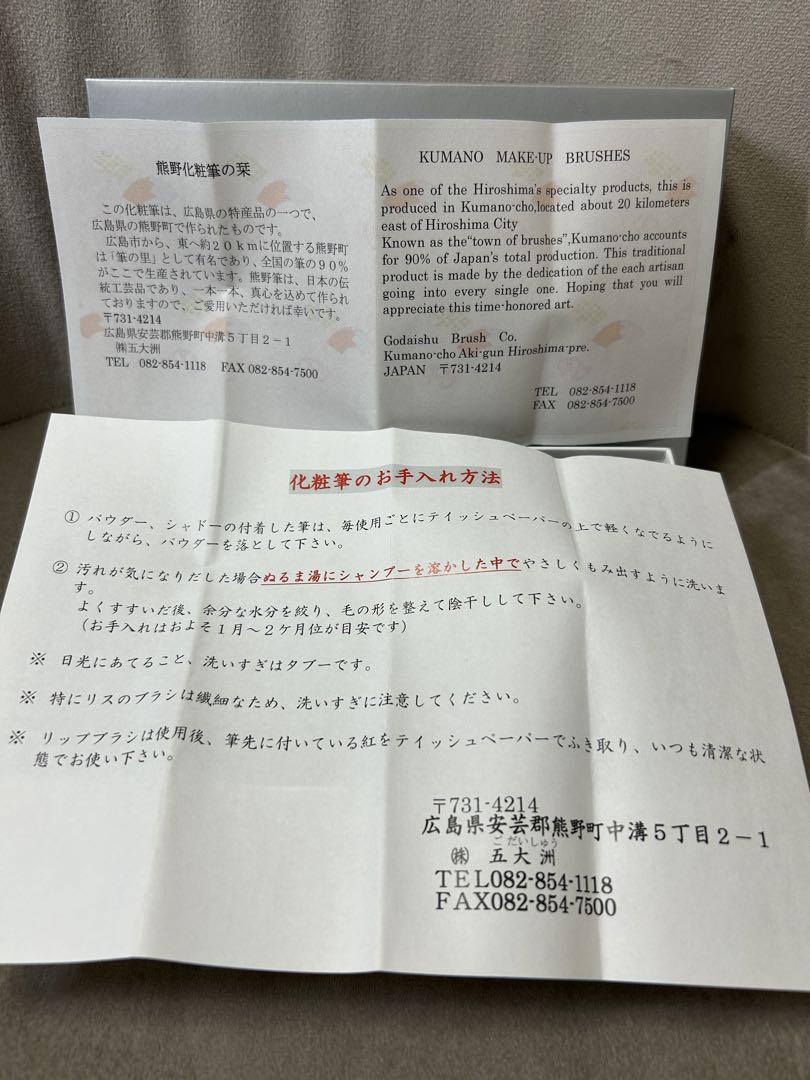 熊野化粧筆の栞
この化粧筆は、広島県の特産品の一つで、
広島県の熊野町で作られたものです。
広島市から、東へ約20kmに位置する熊野町
は「筆の里」として有名であり、全国の筆の90%
がここで生産されています。熊野筆は、日本の伝
統工芸品であり、一本一本、真心を込めて作られ
ておりますので、ご愛用いただければ幸いです。
〒731-4214
広島県安芸郡熊野町中溝5丁目2-1
㈱五大洲
TEL 082-854-1118 FAX 082-854-7500
KUMANO MAKE-UP BRUSHES
As one of the Hiroshima's specialty products, this is
produced in Kumano-cho,located about 20 kilometers
east of Hiroshima City
Known as the"town of brushes",Kumano-cho accounts
for 90% of Japan's total production. This traditional
product is made by the dedication of the each artisan
going into every single one. Hoping that you will
appreciate this time-honored art.
Godaishu Brush Co.
Kumano-cho Aki-gun Hiroshima-pre.
JAPAN 〒731-4214
TEL 082-854-1118
FAX 082-854-7500
化粧筆のお手入れ方法
① パウダー、シャドーの付着した筆は、毎使用ごとにテイッシュペーパーの上で軽くなでるように
しながら、パウダーを落として下さい。
② 汚れが気になりだした場合ぬるま湯にシャンプーを溶かした中でやさしくもみ出すように洗いま
す。
よくすすいだ後、余分な水分を絞り、毛の形を整えて陰干しして下さい。
(お手入れはおよそ1月~2ケ月位が目安です)
※ 日光にあてること、洗いすぎはタブーです。
※ 特にリスのブラシは繊細なため、洗いすぎに注意してください。
※ リップブラシは使用後、筆先に付いている紅をテイッシュペーパーでふき取り、いつも清潔な状
態でお使い下さい。
〒731-4214
広島県安芸郡熊野町中溝5丁目2-1
ごだいしゅう
㈱ 五大洲
TEL082-854-1118
FAX082-854-7500